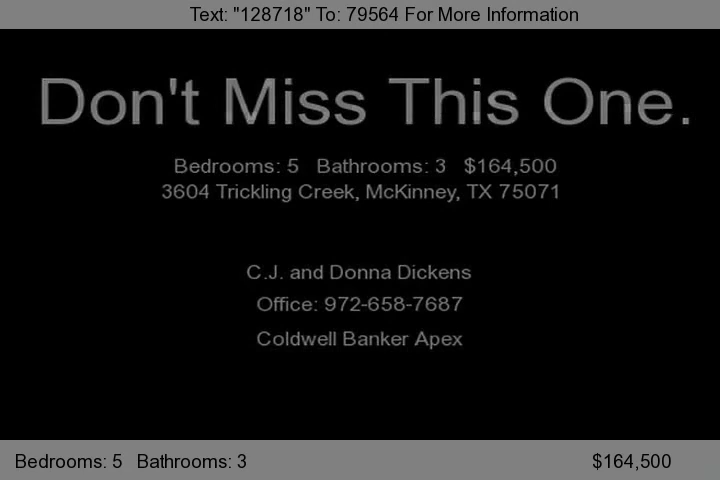 Text: "128718" To: 79564 For More Information
Don't Miss This One.
Bedrooms: 5 Bathrooms: 3 $164,500
3604 Trickling Creek, McKinney, TX 75071
C.J. and Donna Dickens
Office: 972-658-7687
Coldwell Banker Apex
Bedrooms: 5 Bathrooms: 3 $164,500